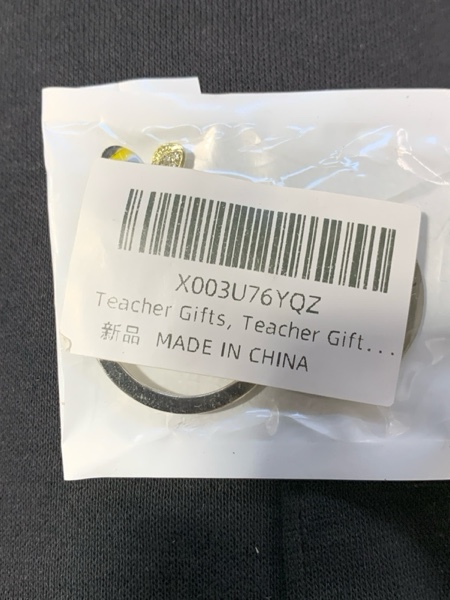 X003U76YQZ
Teacher Gifts, Teacher Gift...
新品 MADE IN CHINA